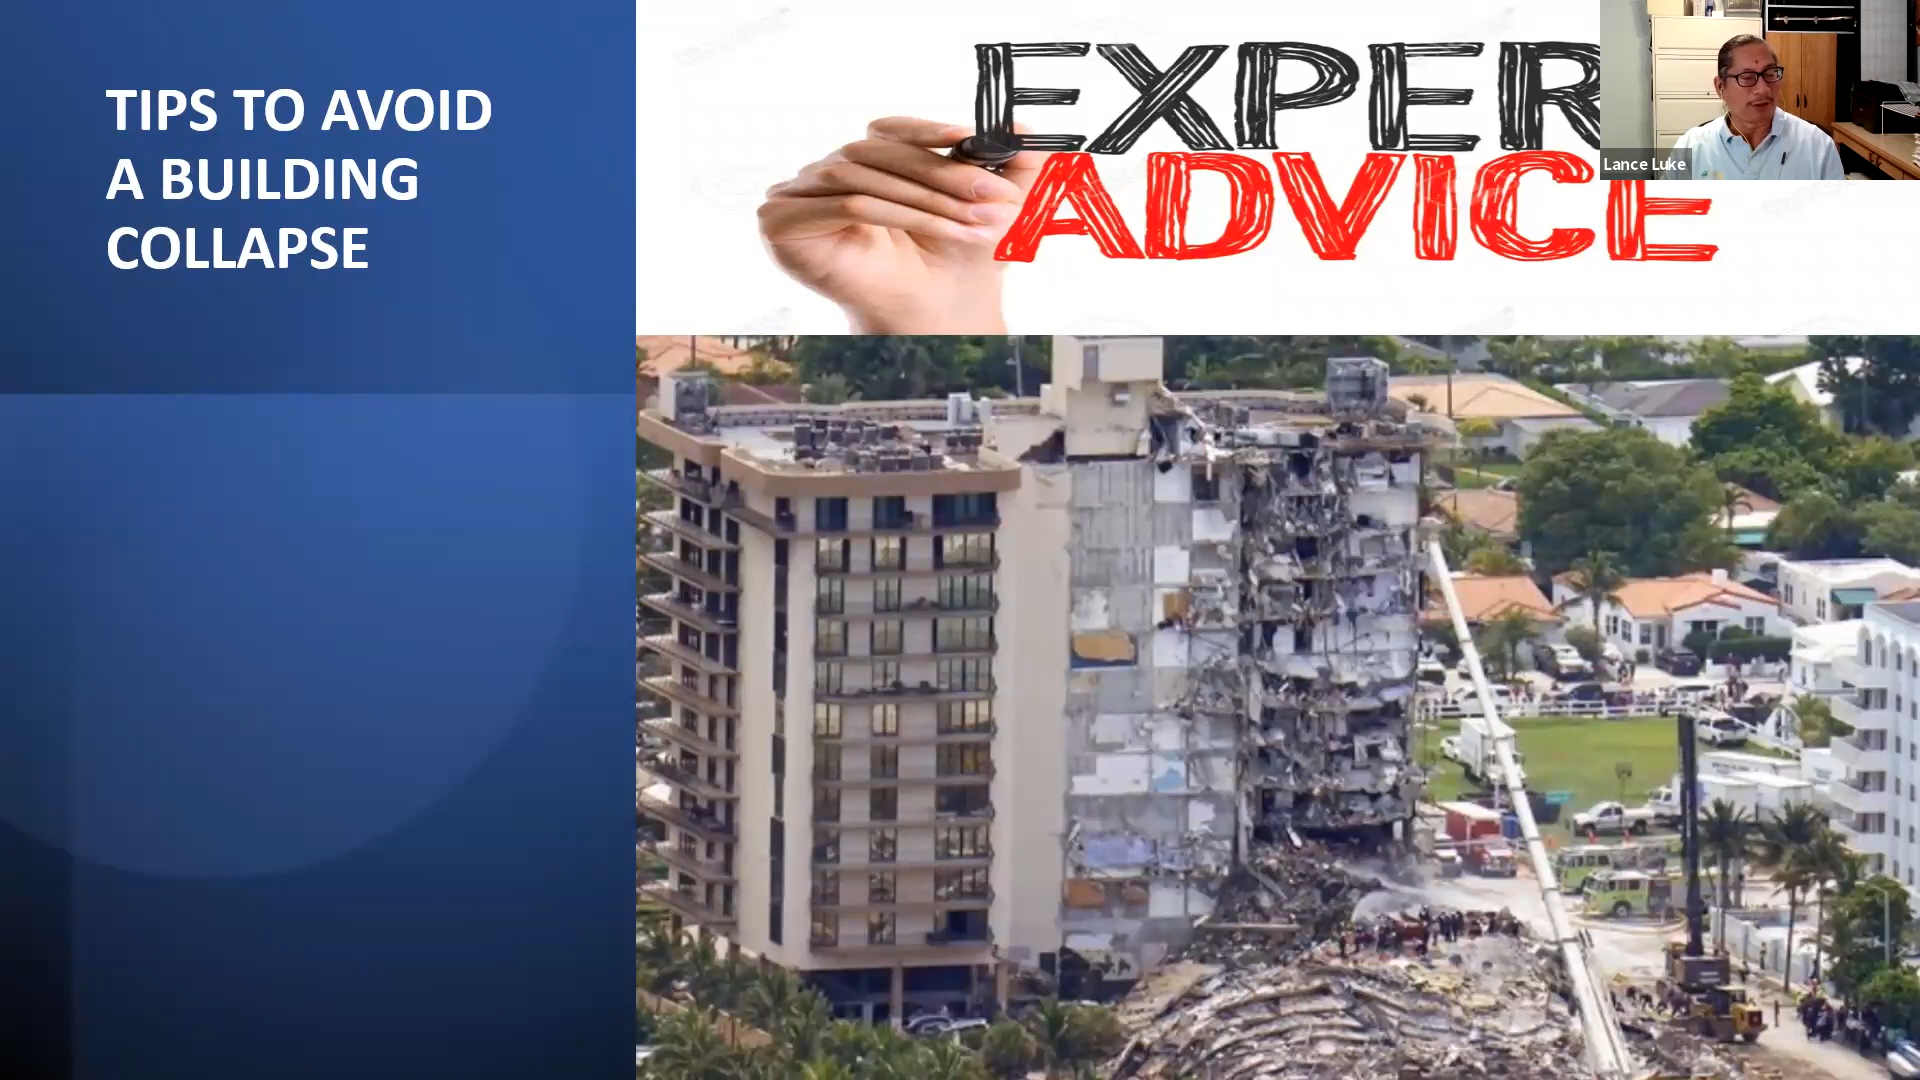 TIPS TO AVOID
A BUILDING
COLLAPSE
EXPER
ADVICE
Lance Luke